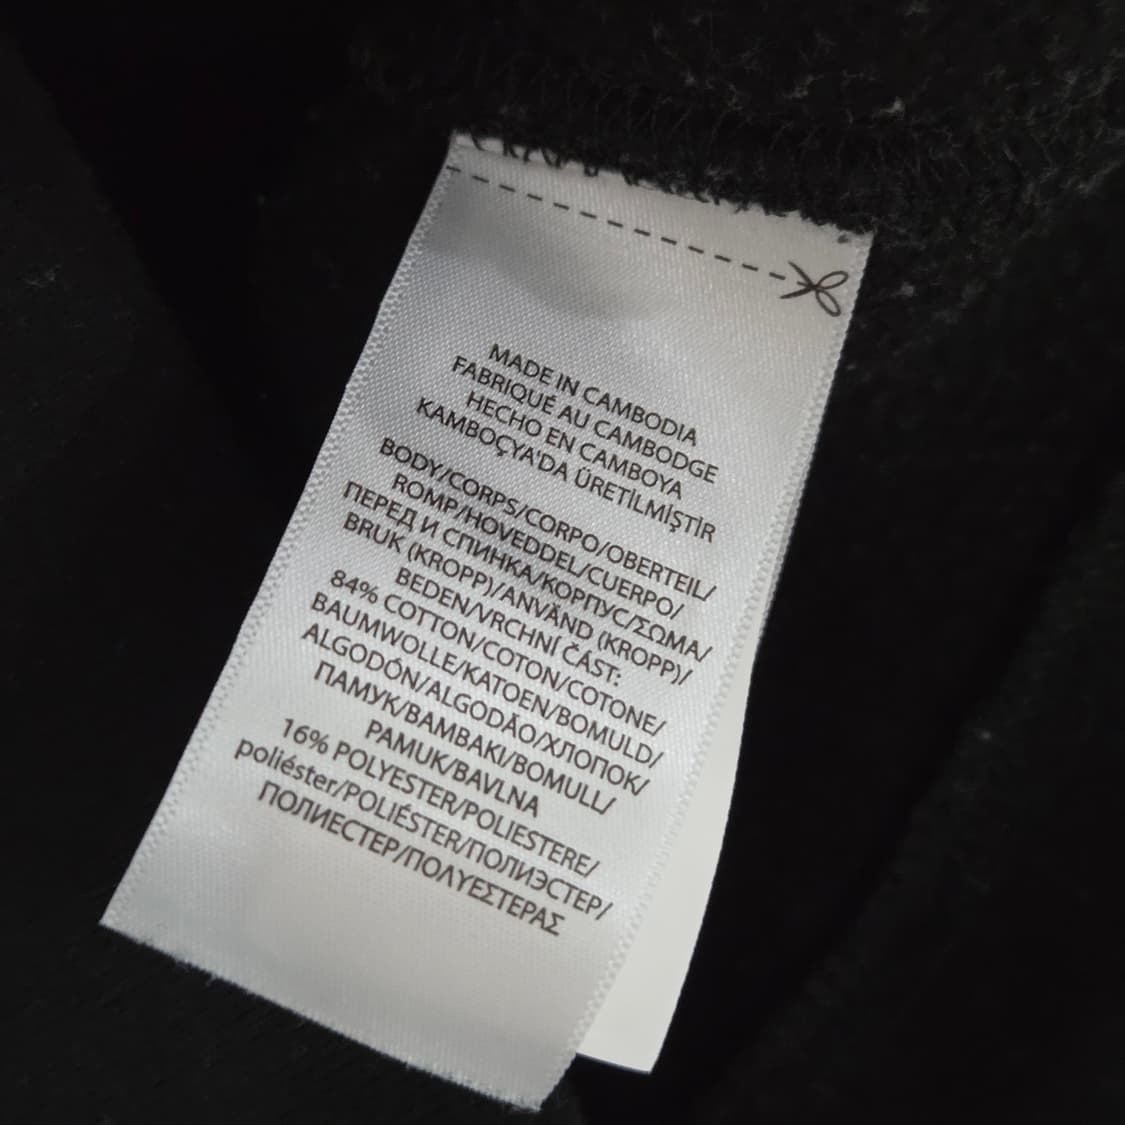 MADE IN CAMBODIA
FABRIQUÉ AU CAMBODGE
HECHO EN CAMBOYA
KAMBOÇYA'DA ÜRETİLMİŞTİR
BODY/CORPS/CORPO/OBERTEIL/
ROMP/HOVEDDEL/CUERPO/
ПЕРЕД И СПИНКА/КОРПУС/ΣΩΜΑ/
BRUK (KROPP)/ANVÄND (KROPP)/
BEDEN/VRCHNÍ ČÁST:
84% COTTON/COTON/COTONE/
BAUMWOLLE/KATOEN/BOMULD/
ALGODÓN/ALGODÃO/ХЛОПОК/
ПАМУК/ΒΑΜΒΑΚΙ/BOMULL/
PAMUK/BAVLNA
16% POLYESTER/POLIESTERE/
poliéster/POLIÉSTER/ПОЛИЭСТЕР/
ПОЛИЕСТЕР/ΠΟΛΥΕΣΤΕΡΑΣ